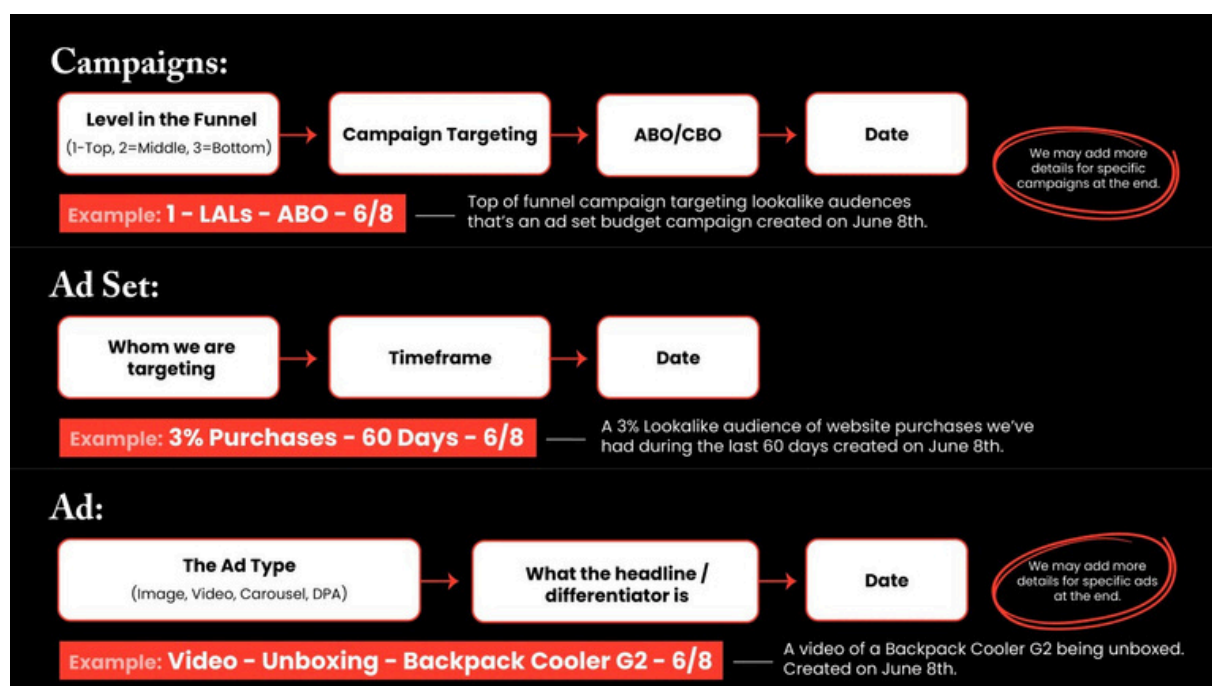 Campaigns:
Level in the Funnel
(1-Top, 2=Middle, 3=Bottom)
Campaign Targeting
ABO/CBO
Date
We may add more
details for specific
campaigns at the end.
Example: 1 - LALs - ABO - 6/8
Top of funnel campaign targeting lookalike audences
that's an ad set budget campaign created on June 8th.
Ad Set:
Whom we are
targeting
Timeframe
Date
Example: 3% Purchases - 60 Days - 6/8
A 3% Lookalike audience of website purchases we've
had during the last 60 days created on June 8th.
Ad:
The Ad Type
(Image, Video, Carousel, DPA)
What the headline /
differentiator is
Date
We may add more
details for specific ads
at the end.
Example: Video - Unboxing - Backpack Cooler G2 - 6/8
A video of a Backpack Cooler G2 being unboxed.
Created on June 8th.